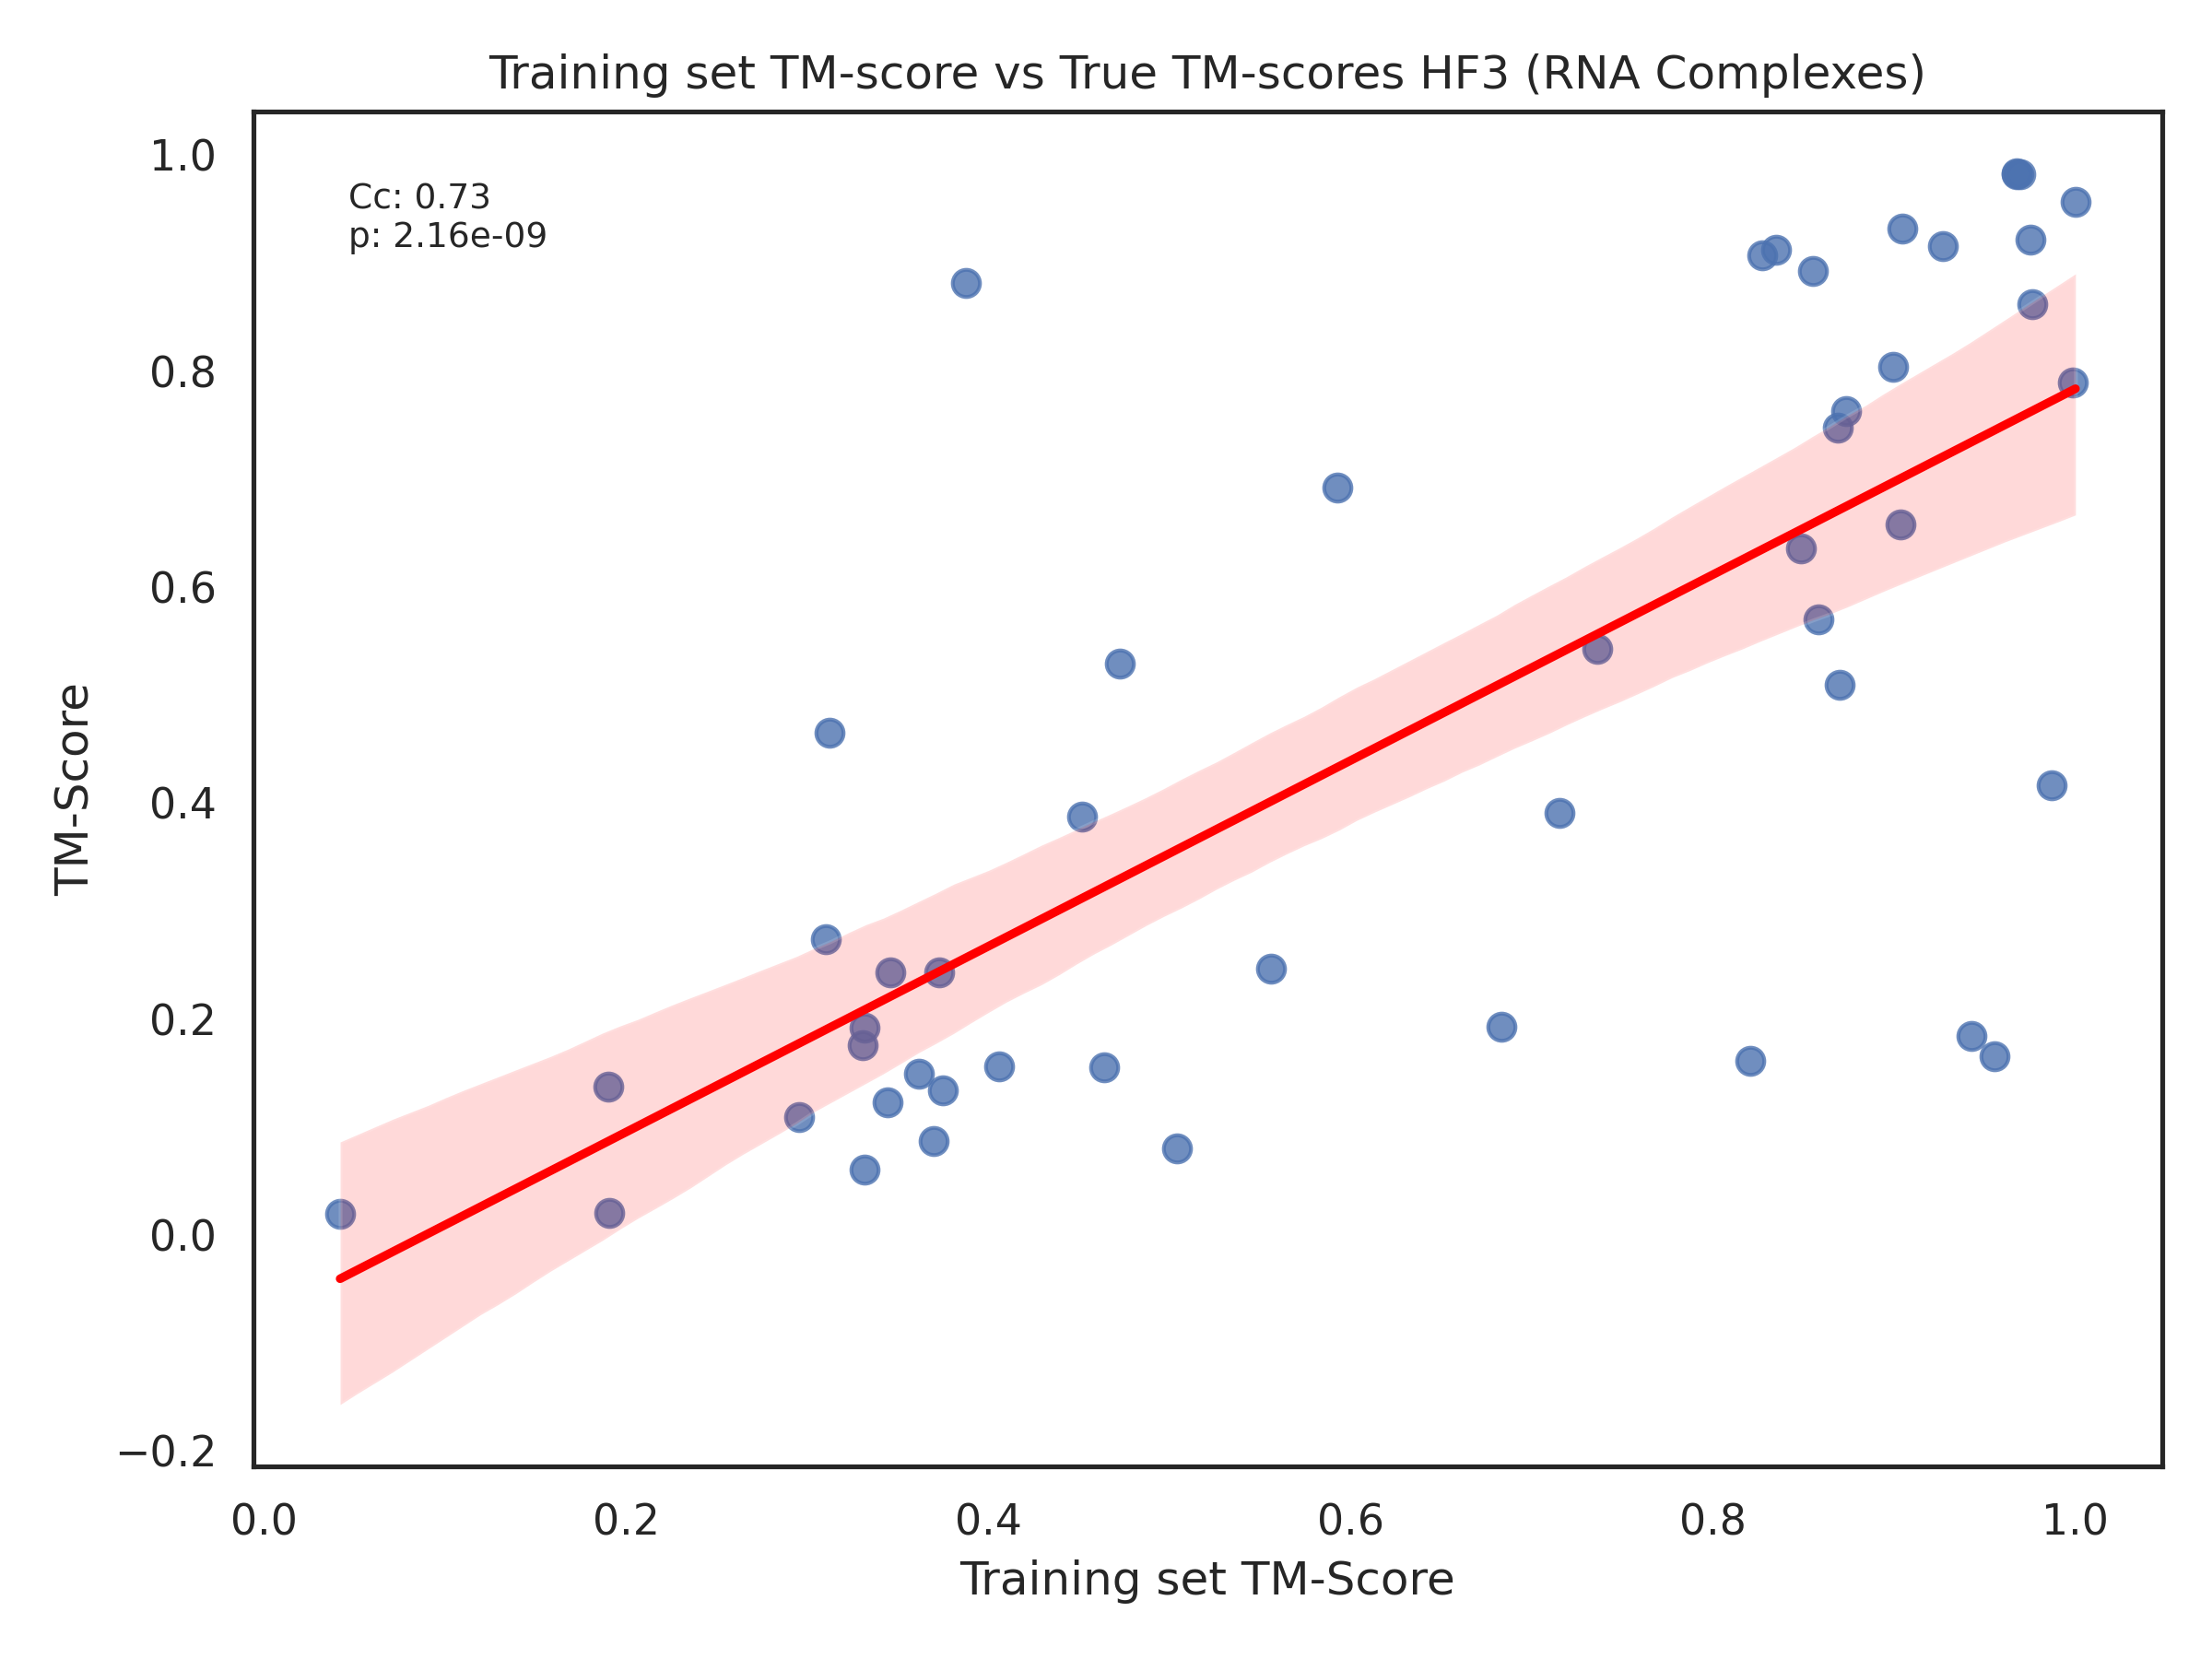 Training set TM-score vs True TM-scores HF3 (RNA Complexes)
Cc: 0.73
p: 2.16e-09
1.0
0.8
0.6
0.4
0.2
0.0
−0.2
TM-Score
0.0 0.2 0.4 0.6 0.8 1.0
Training set TM-Score